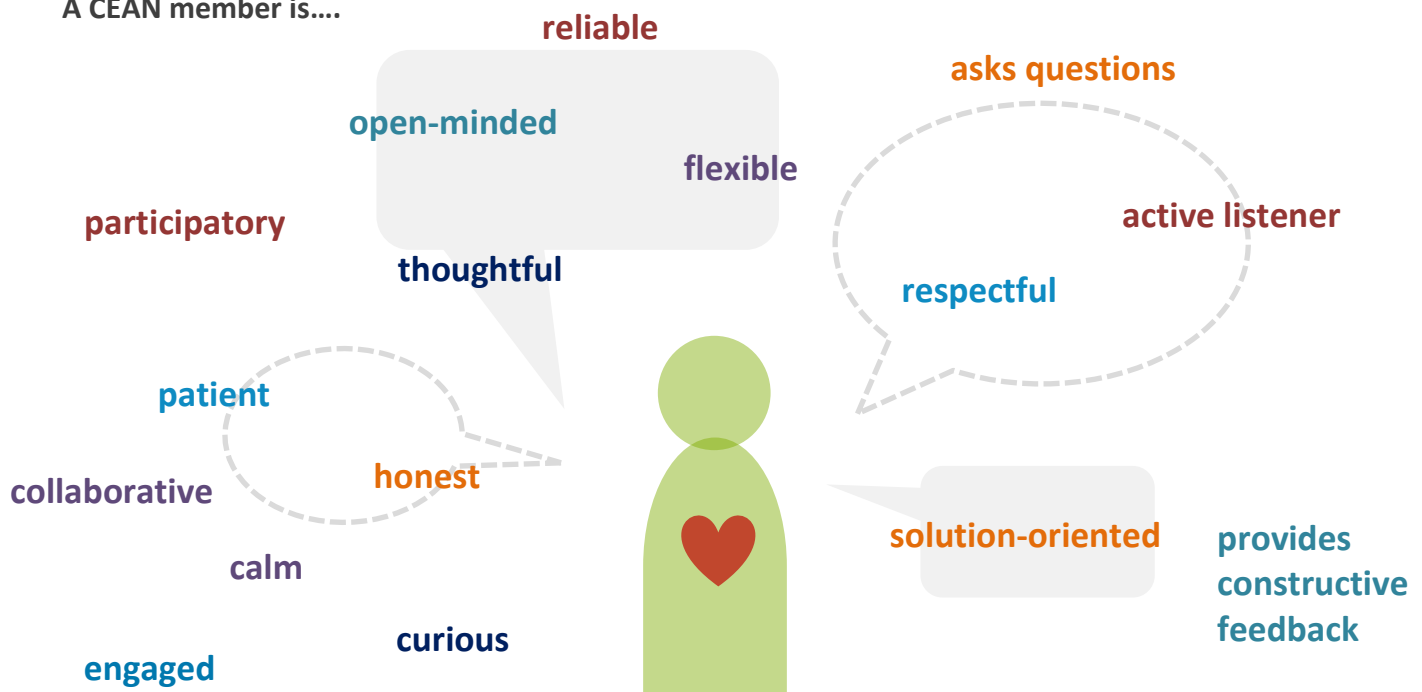 A CEAN member is....
reliable
asks questions
open-minded
flexible
participatory
active listener
thoughtful
respectful
patient
honest
collaborative
solution-oriented
provides
constructive
feedback
calm
curious
engaged